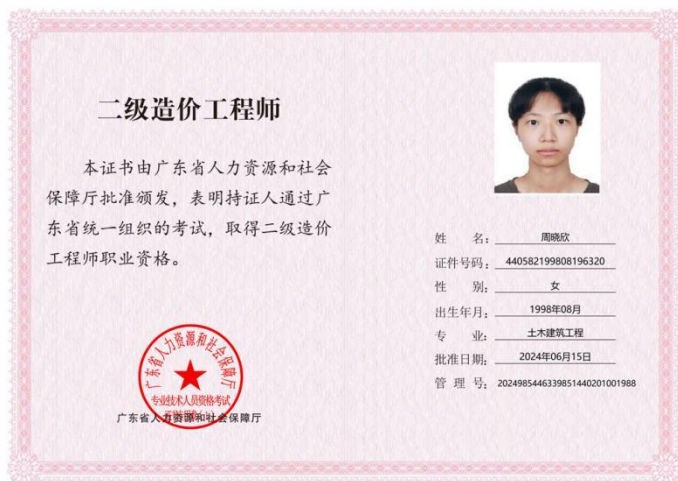 二级造价工程师
本证书由广东省人力资源和社会
保障厅批准颁发，表明持证人通过广
东省统一组织的考试，取得二级造价
工程师职业资格。
广东省人力资源和社会保障厅
专业技术人员资格考试
广东省人力资源和社会保障厅
姓 名： 周晓欣
证件号码： 440582199808196320
性 别： 女
出生年月： 1998年08月
专 业： 土木建筑工程
批准日期： 2024年06月15日
管 理 号： 20249854463398514402010019​88